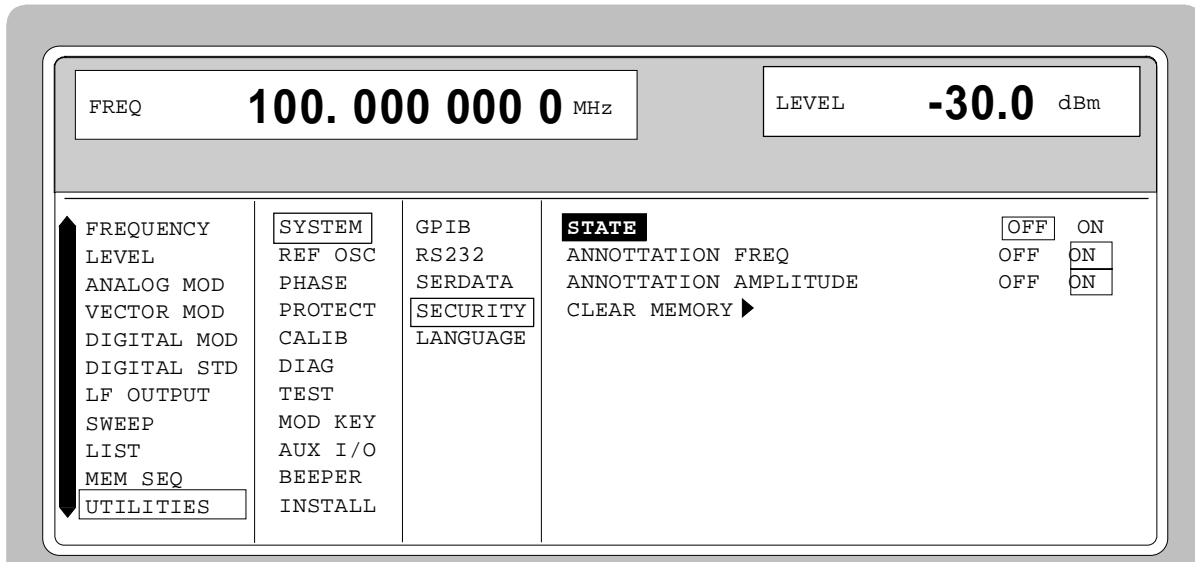 FREQ 100. 000 000 0 MHz LEVEL -30.0 dBm
FREQUENCY SYSTEM GPIB STATE OFF ON
LEVEL REF OSC RS232 ANNOTTATION FREQ OFF ON
ANALOG MOD PHASE SERDATA ANNOTTATION AMPLITUDE OFF ON
VECTOR MOD PROTECT SECURITY CLEAR MEMORY
DIGITAL MOD CALIB LANGUAGE
DIGITAL STD DIAG
LF OUTPUT TEST
SWEEP MOD KEY
LIST AUX I/O
MEM SEQ BEEPER
UTILITIES INSTALL